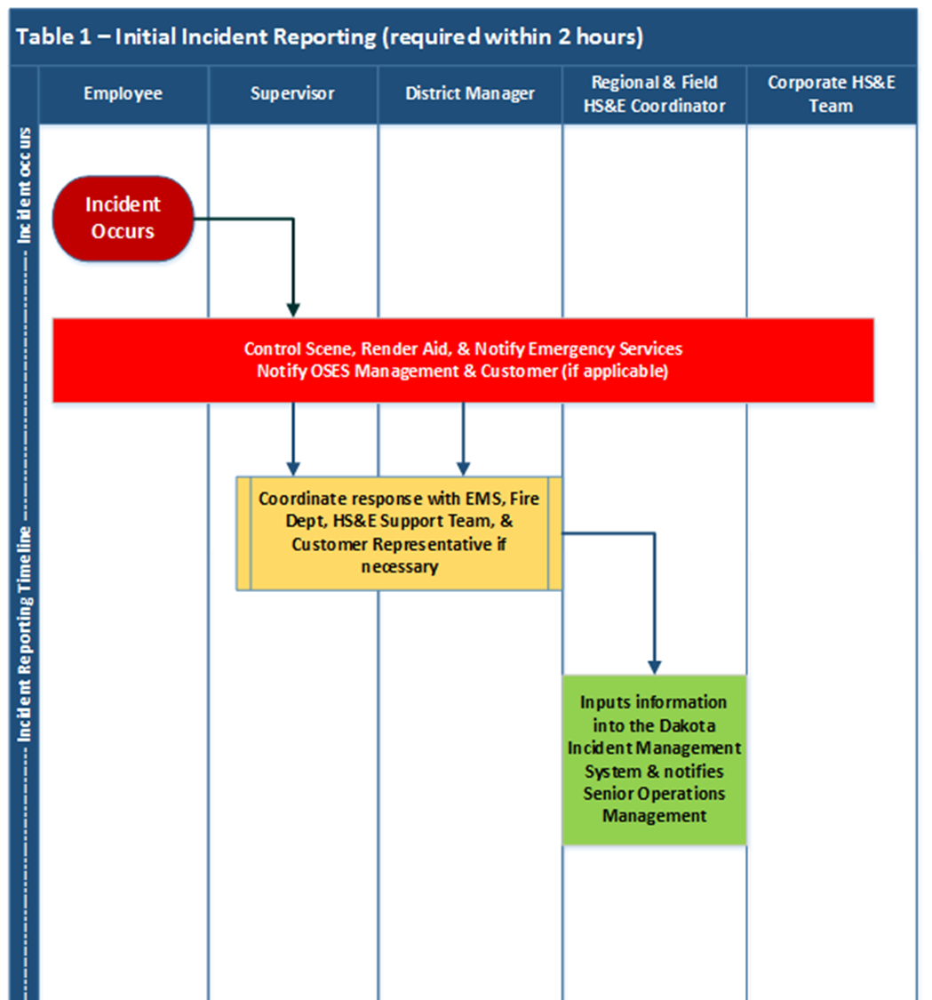 Table 1 – Initial Incident Reporting (required within 2 hours)
Employee
Supervisor
District Manager
Regional & Field
HS&E Coordinator
Corporate HS&E
Team
Incident Reporting Timeline
Incident occurs
Incident
Occurs
Control Scene, Render Aid, & Notify Emergency Services
Notify OSES Management & Customer (if applicable)
Coordinate response with EMS, Fire
Dept, HS&E Support Team, &
Customer Representative if
necessary
Inputs information
into the Dakota
Incident Management
System & notifies
Senior Operations
Management